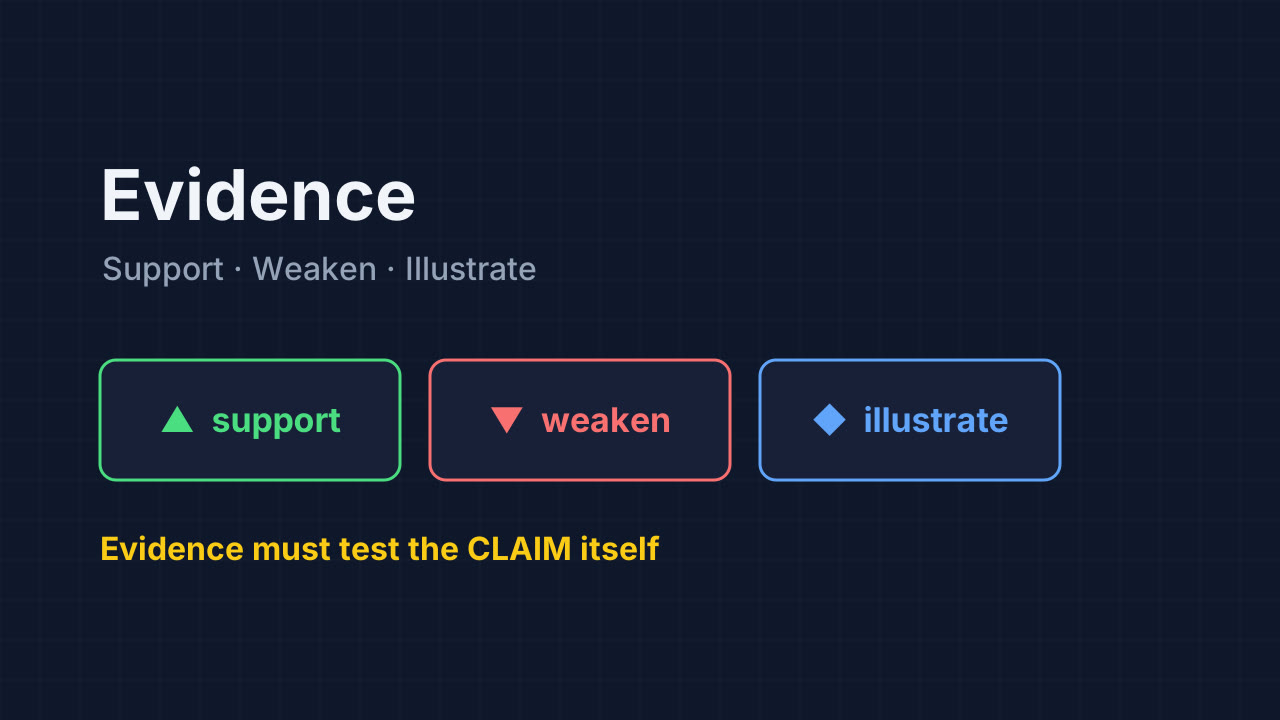 Evidence
Support · Weaken · Illustrate
▲ support ▼ weaken ◆ illustrate
Evidence must test the CLAIM itself